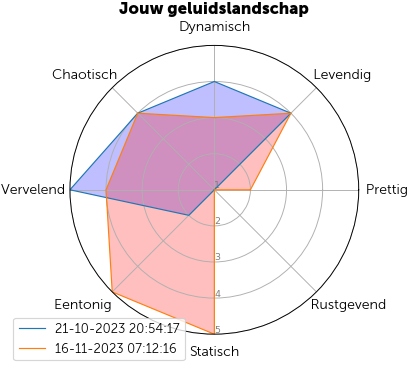 Jouw geluidslandschap
Dynamisch
Chaotisch
Levendig
Vervelend
1
Prettig
2
3
4
Eentonig
Rustgevend
5
Statisch
21-10-2023 20:54:17
16-11-2023 07:12:16